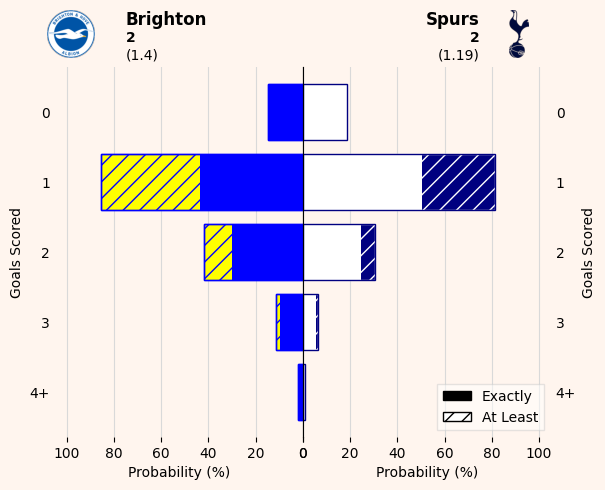 Brighton
2
(1.4)
Spurs
2
(1.19)
Goals Scored
0
1
2
3
4+
0
1
2
3
4+
Goals Scored
Exactly
At Least
100 80 60 40 20 0
0 20 40 60 80 100
Probability (%)
Probability (%)